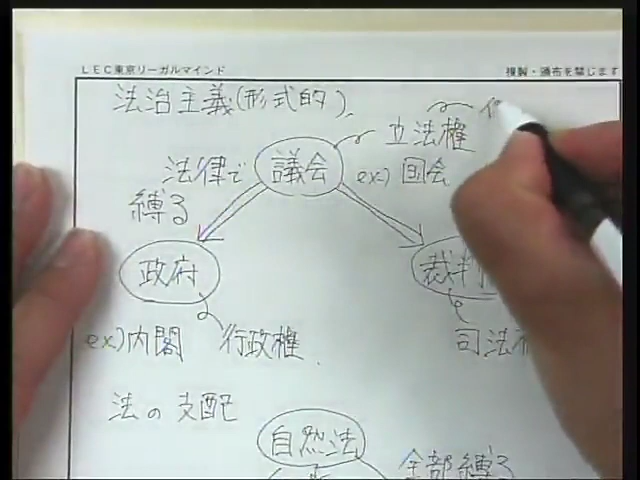 LEC東京リーガルマインド
複製・頒布を禁じます
法治主義(形式的)
立法権
法律で
議会
ex) 国会
縛る
政府
ex)内閣
行政権
法の支配
自然法
全部縛る